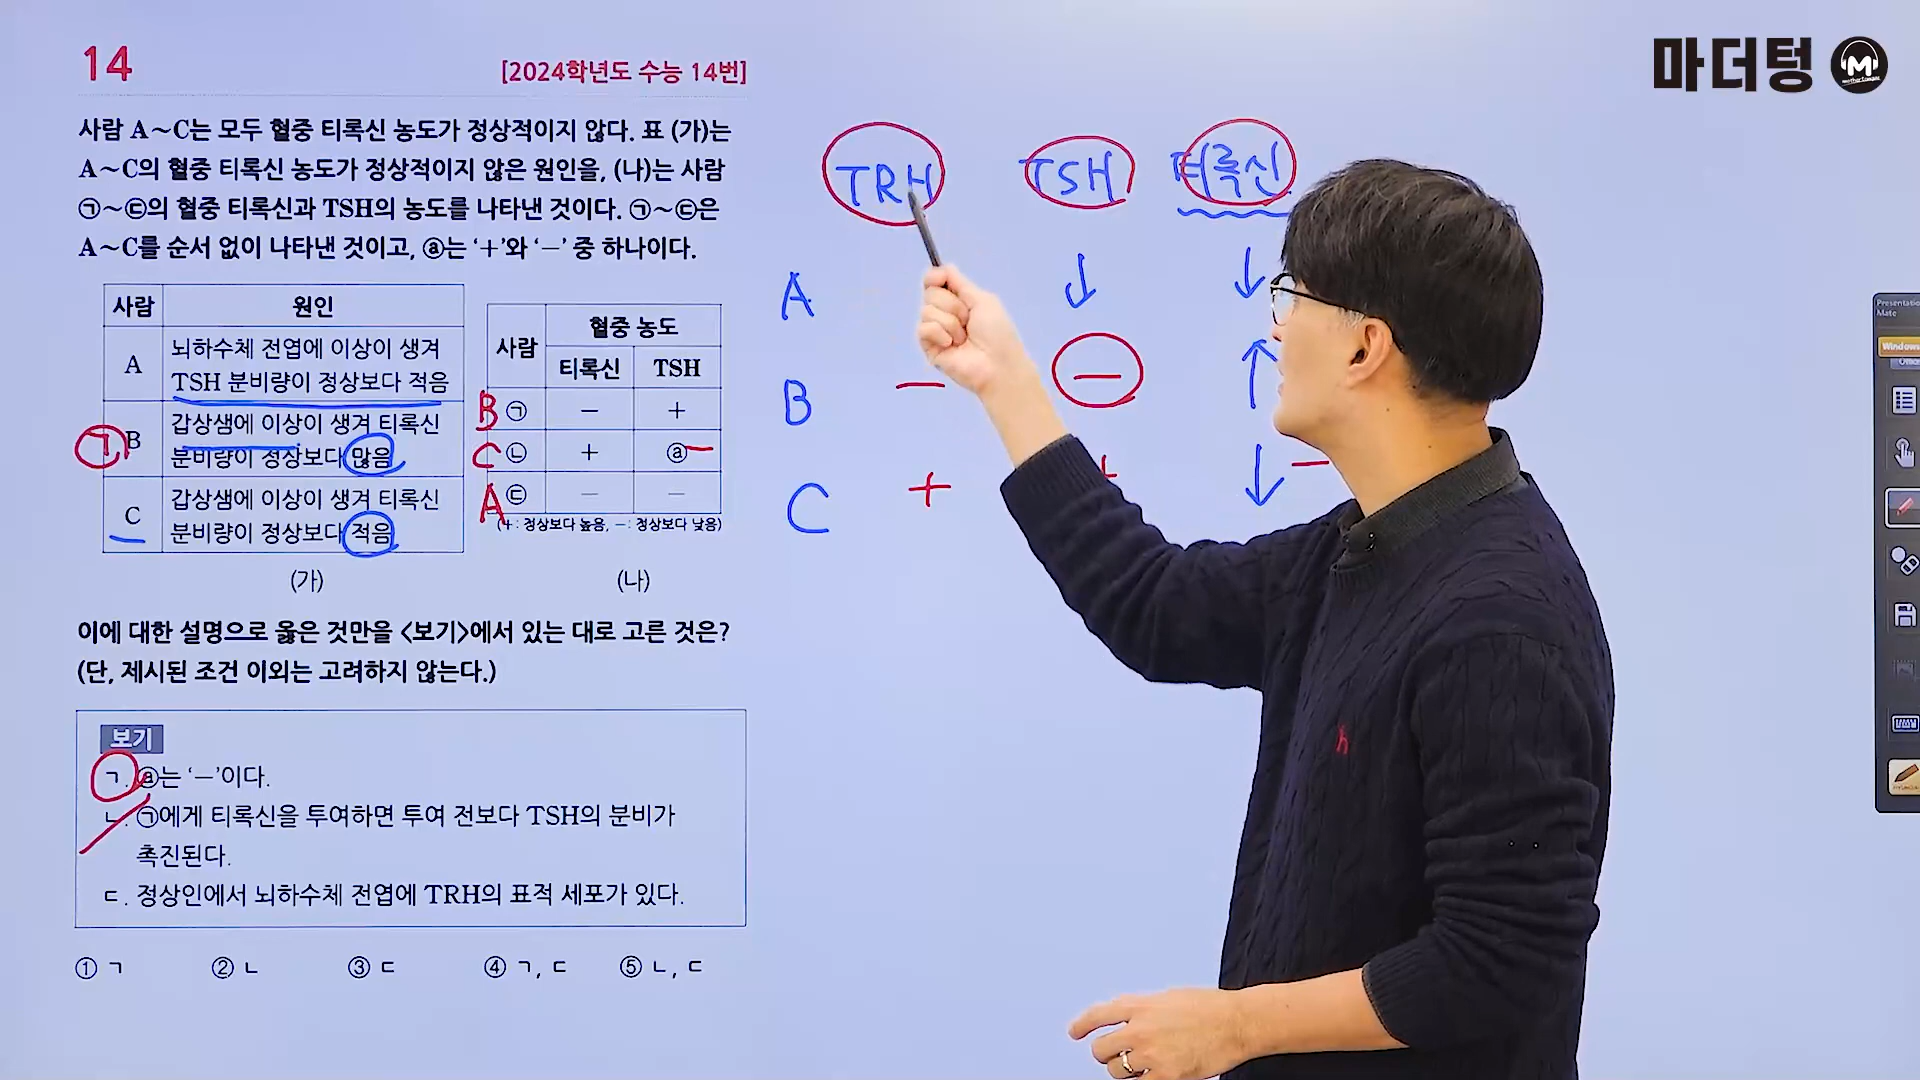 14
[2024학년도 수능 14번]
사람 A～C는 모두 혈중 티록신 농도가 정상적이지 않다. 표 (가)는
A～C의 혈중 티록신 농도가 정상적이지 않은 원인을, (나)는 사람
㉠～㉢의 혈중 티록신과 TSH의 농도를 나타낸 것이다. ㉠～㉢은
A～C를 순서 없이 나타낸 것이고, ⓐ는 ‘+’와 ‘－’ 중 하나이다.
사람 원인
A 뇌하수체 전엽에 이상이 생겨
TSH 분비량이 정상보다 적음
ㄱ B 갑상샘에 이상이 생겨 티록신
분비량이 정상보다 많음
C 갑상샘에 이상이 생겨 티록신
분비량이 정상보다 적음
(가)
사람 혈중 농도
티록신 TSH
B ㉠ － +
C ㉡ + ⓐ －
A ㉢ － －
(+: 정상보다 높음, －: 정상보다 낮음)
(나)
이에 대한 설명으로 옳은 것만을 <보기>에서 있는 대로 고른 것은?
(단, 제시된 조건 이외는 고려하지 않는다.)
보기
ㄱ. ⓐ는 ‘－’이다.
ㄴ. ㉠에게 티록신을 투여하면 투여 전보다 TSH의 분비가
촉진된다.
ㄷ. 정상인에서 뇌하수체 전엽에 TRH의 표적 세포가 있다.
① ㄱ ② ㄴ ③ ㄷ ④ ㄱ, ㄷ ⑤ ㄴ, ㄷ
TRH TSH 티록신
A ↓ ↓
B － － ↑
C + + ↓ －
마더텅
M
Presentation
Mate
Windows